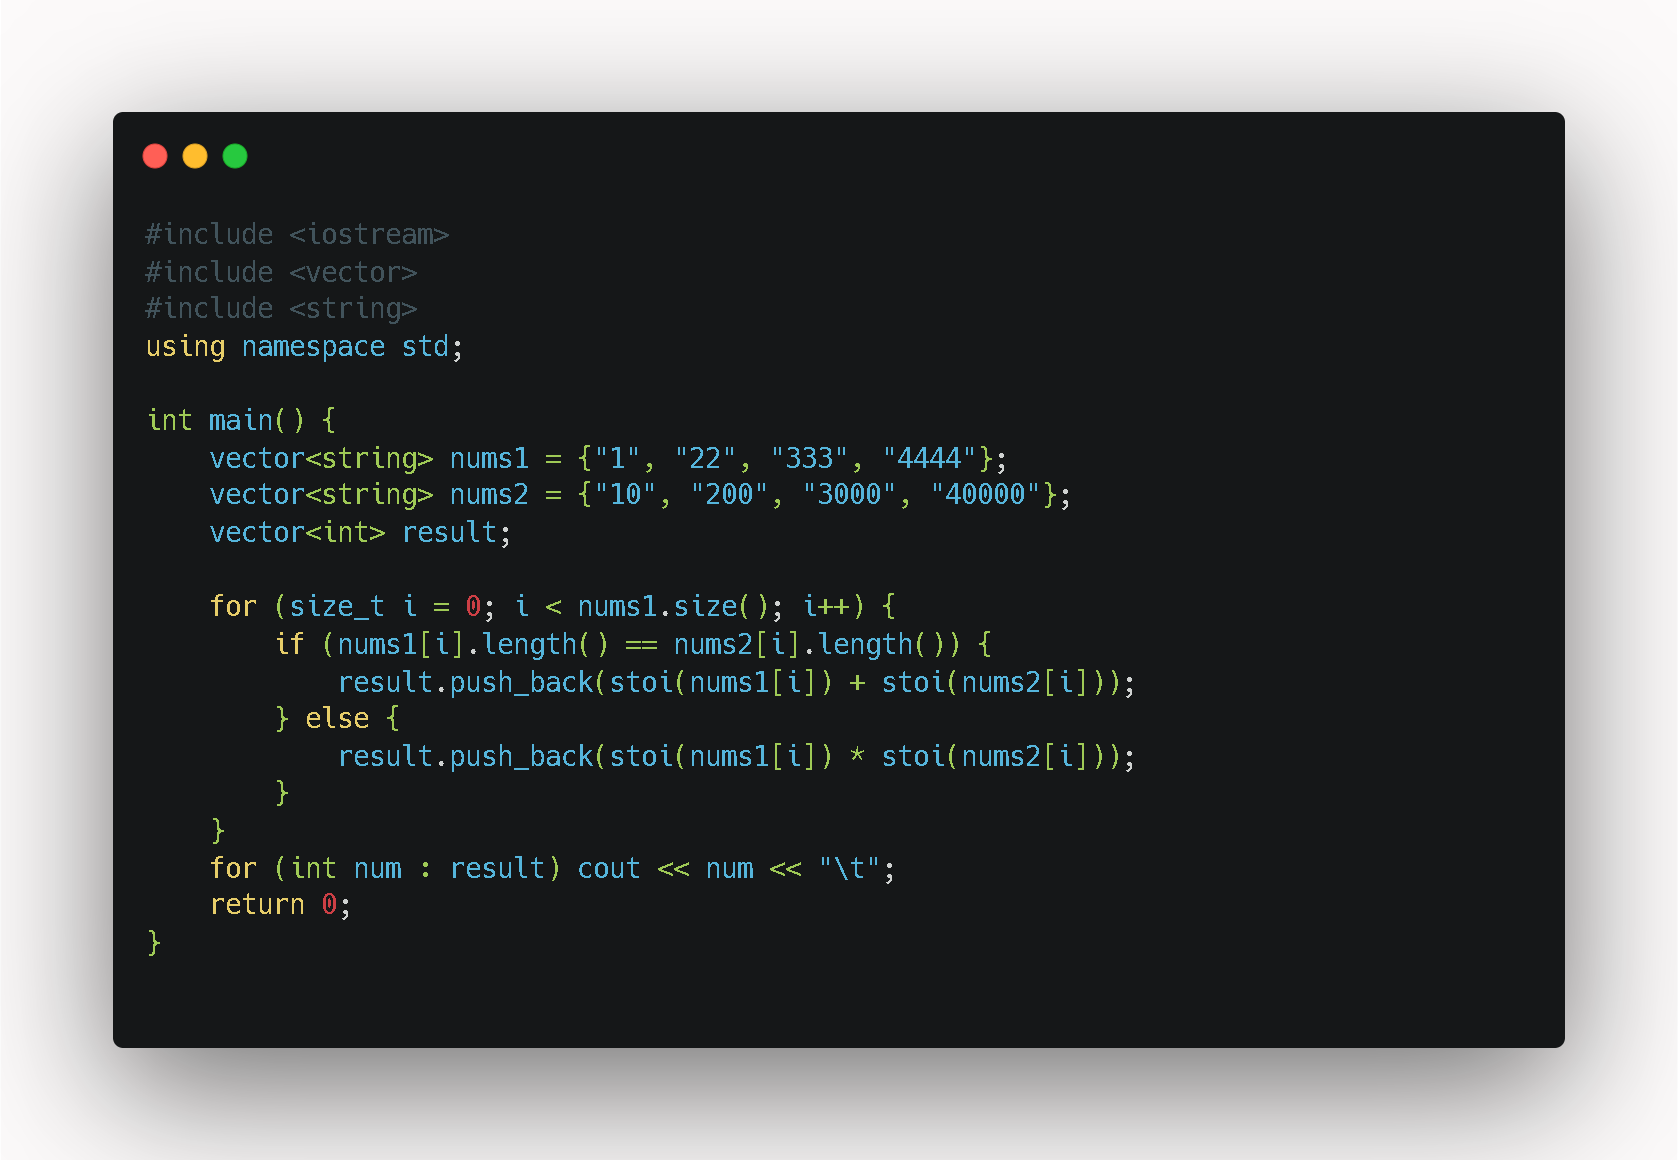 #include <iostream>
#include <vector>
#include <string>
using namespace std;

int main() {
    vector<string> nums1 = {"1", "22", "333", "4444"};
    vector<string> nums2 = {"10", "200", "3000", "40000"};
    vector<int> result;

    for (size_t i = 0; i < nums1.size(); i++) {
        if (nums1[i].length() == nums2[i].length()) {
            result.push_back(stoi(nums1[i]) + stoi(nums2[i]));
        } else {
            result.push_back(stoi(nums1[i]) * stoi(nums2[i]));
        }
    }
    for (int num : result) cout << num << "\t";
    return 0;
}